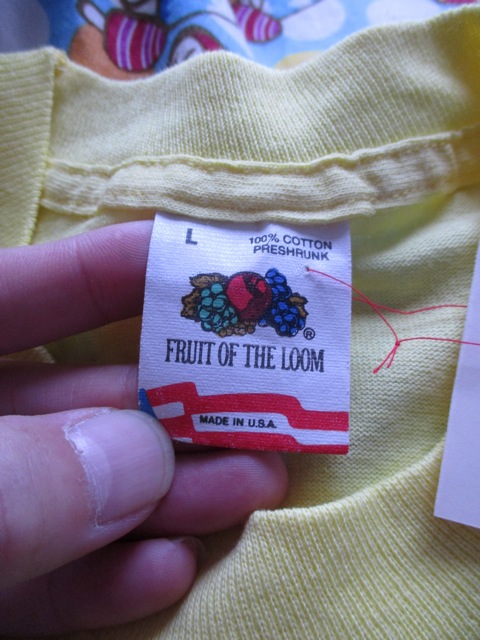 L
100% COTTON
PRESHRUNK
®
FRUIT OF THE LOOM
MADE IN U.S.A.